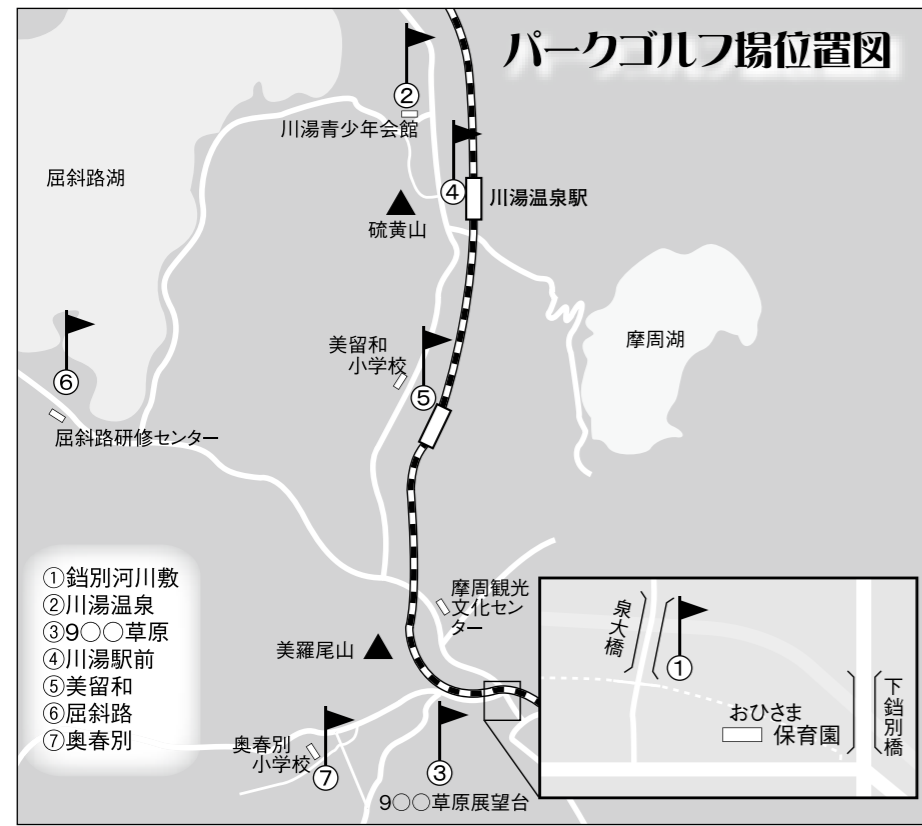 パークゴルフ場位置図
②
川湯青少年会館
屈斜路湖
④
川湯温泉駅
硫黄山
摩周湖
美留和
小学校
⑤
⑥
屈斜路研修センター
①鐺別河川敷
②川湯温泉
③9○○草原
④川湯駅前
⑤美留和
⑥屈斜路
⑦奥春別
摩周観光
文化セン
ター
美羅尾山
奥春別
小学校
⑦
③
9○○草原展望台
泉大橋
①
おひさま
保育園
下鐺別橋